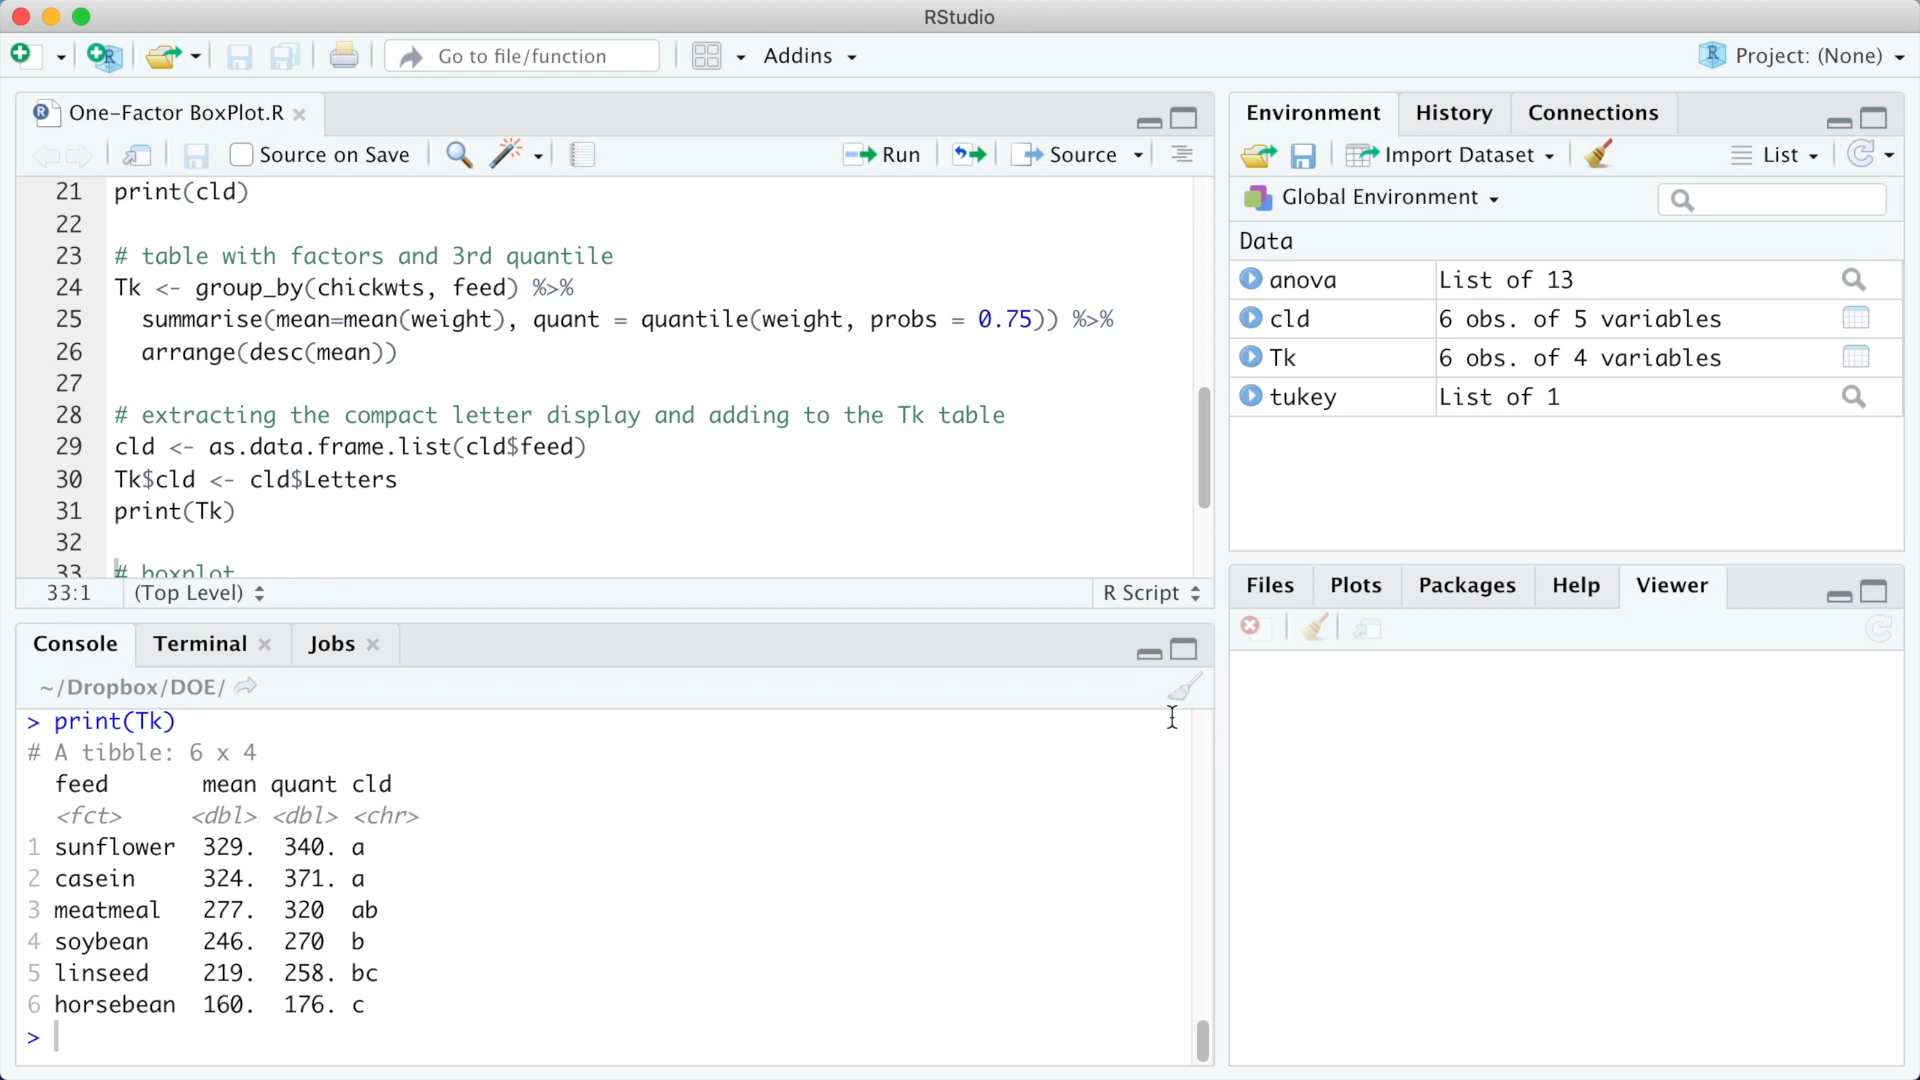 RStudio
Go to file/function
Addins
Project: (None)
One-Factor BoxPlot.R
Source on Save
Run
Source
21 print(cld)
22
23 # table with factors and 3rd quantile
24 Tk <- group_by(chickwts, feed) %>%
25 summarise(mean=mean(weight), quant = quantile(weight, probs = 0.75)) %>%
26 arrange(desc(mean))
27
28 # extracting the compact letter display and adding to the Tk table
29 cld <- as.data.frame.list(cld$feed)
30 Tk$cld <- cld$Letters
31 print(Tk)
32
33 # boxplot
33:1 (Top Level) R Script
Console Terminal Jobs
~/Dropbox/DOE/
> print(Tk)
# A tibble: 6 x 4
feed mean quant cld
<fct> <dbl> <dbl> <chr>
1 sunflower 329. 340. a
2 casein 324. 371. a
3 meatmeal 277. 320 ab
4 soybean 246. 270 b
5 linseed 219. 258. bc
6 horsebean 160. 176. c
>
Environment History Connections
Import Dataset List
Global Environment
Data
anova List of 13
cld 6 obs. of 5 variables
Tk 6 obs. of 4 variables
tukey List of 1
Files Plots Packages Help Viewer